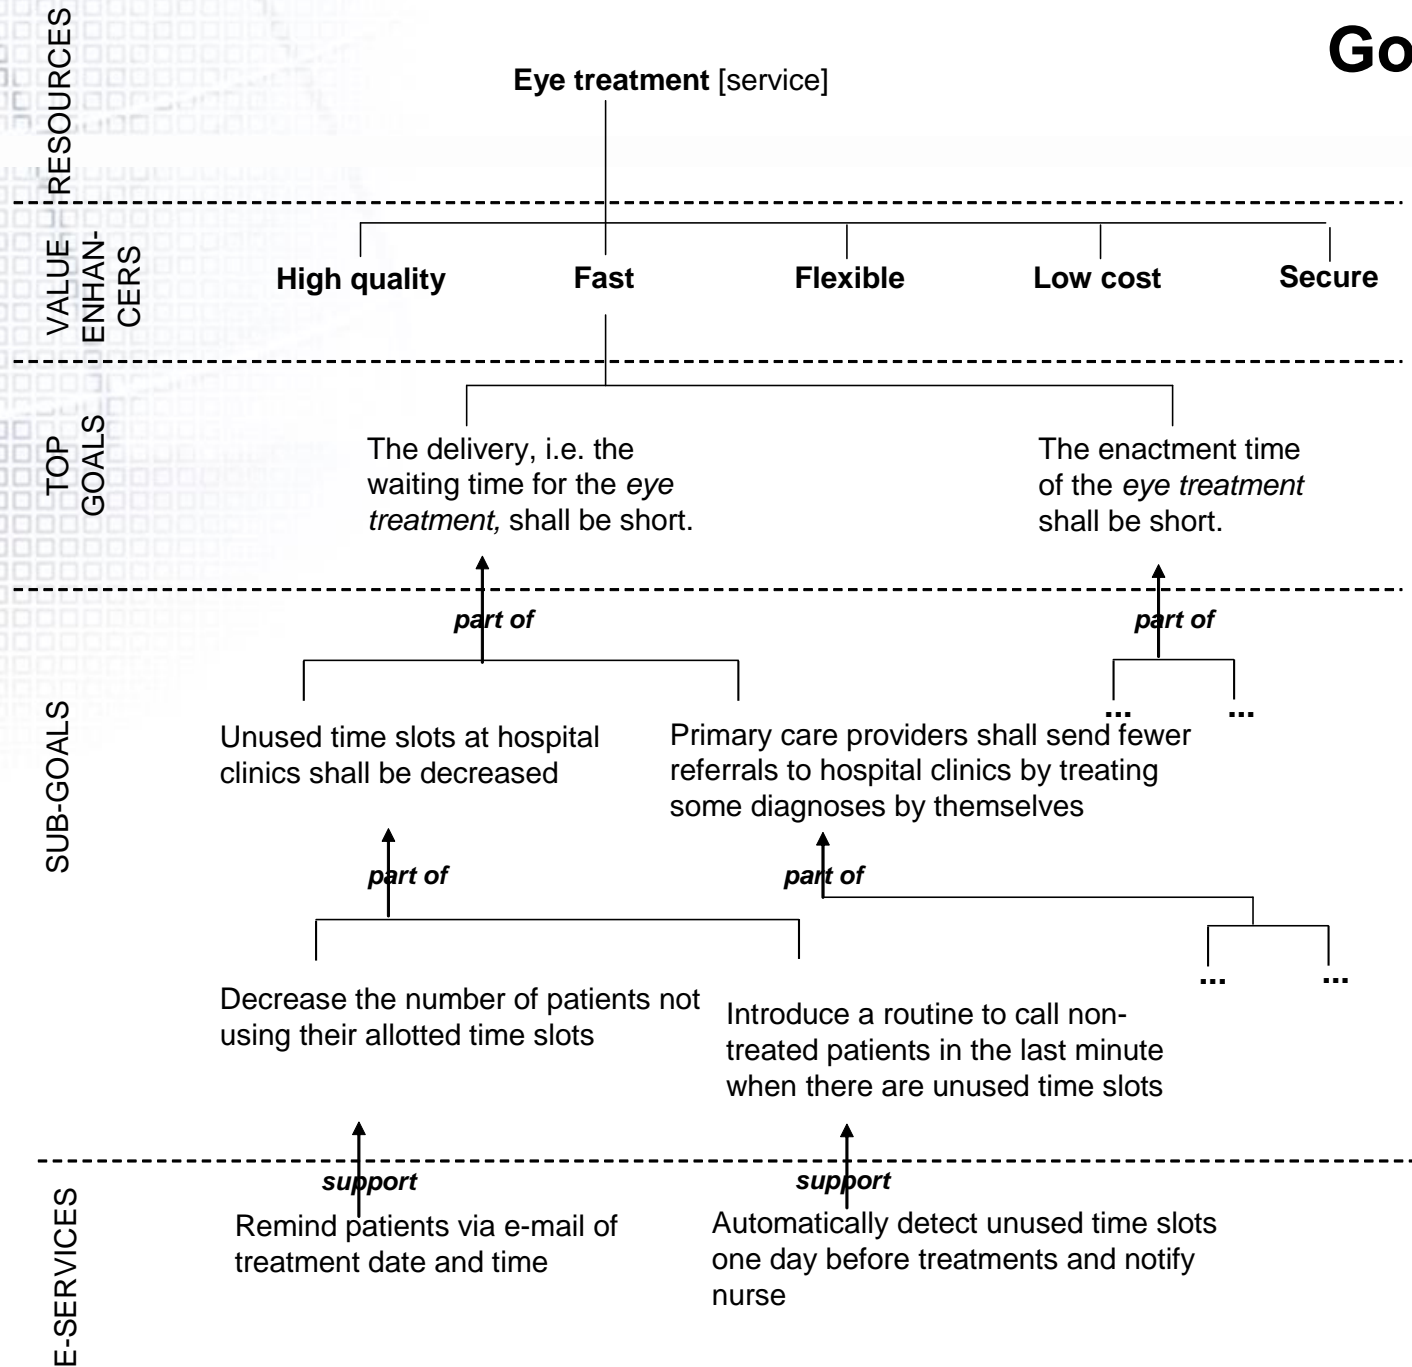 Go
RESOURCES
Eye treatment [service]
VALUE
ENHAN-
CERS
High quality
Fast
Flexible
Low cost
Secure
TOP
GOALS
The delivery, i.e. the
waiting time for the eye
treatment, shall be short.
The enactment time
of the eye treatment
shall be short.
part of
part of
SUB-GOALS
Unused time slots at hospital
clinics shall be decreased
Primary care providers shall send fewer
referrals to hospital clinics by treating
some diagnoses by themselves
...
...
part of
part of
Decrease the number of patients not
using their allotted time slots
Introduce a routine to call non-
treated patients in the last minute
when there are unused time slots
...
...
support
support
E-SERVICES
Remind patients via e-mail of
treatment date and time
Automatically detect unused time slots
one day before treatments and notify
nurse